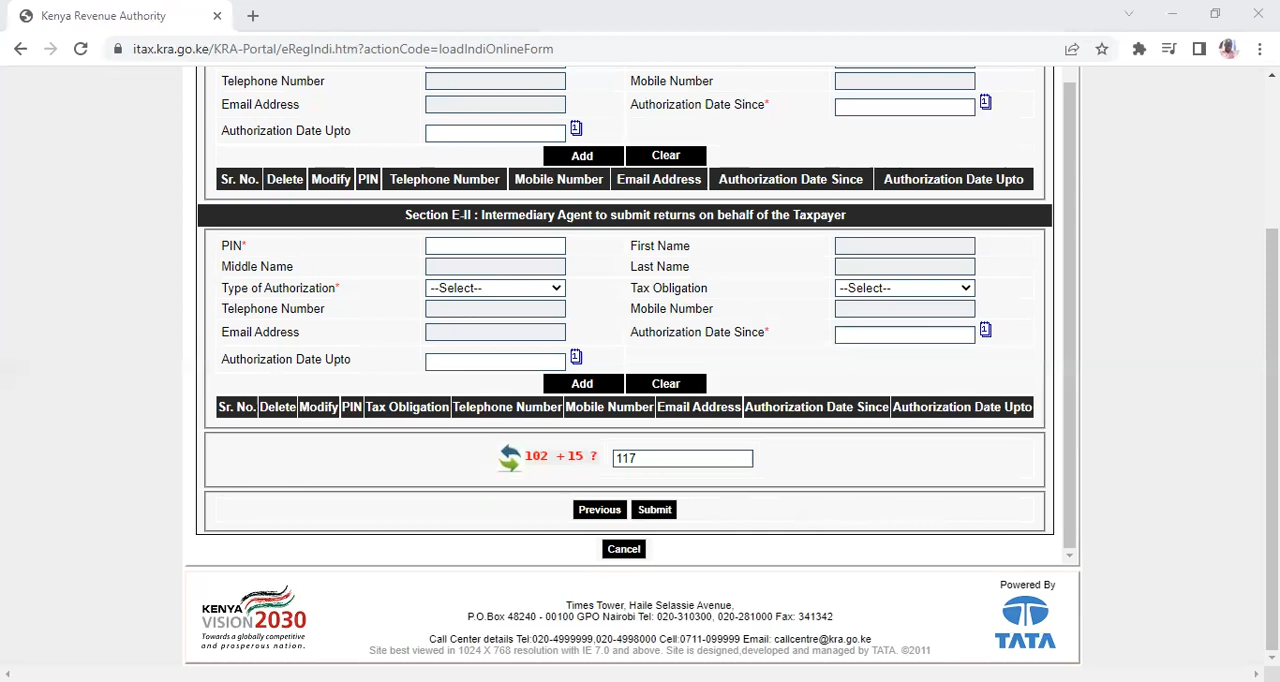 Kenya Revenue Authority
itax.kra.go.ke/KRA-Portal/eRegIndi.htm?actionCode=loadIndiOnlineForm
Telephone Number Mobile Number
Email Address Authorization Date Since*
Authorization Date Upto
Add Clear
Sr. No. Delete Modify PIN Telephone Number Mobile Number Email Address Authorization Date Since Authorization Date Upto
Section E-II : Intermediary Agent to submit returns on behalf of the Taxpayer
PIN* First Name
Middle Name Last Name
Type of Authorization* --Select-- Tax Obligation --Select--
Telephone Number Mobile Number
Email Address Authorization Date Since*
Authorization Date Upto
Add Clear
Sr. No. Delete Modify PIN Tax Obligation Telephone Number Mobile Number Email Address Authorization Date Since Authorization Date Upto
102 +15 ? 117
Previous Submit
Cancel
KENYA
VISION 2030
Towards a globally competitive
and prosperous nation.
Times Tower, Haile Selassie Avenue,
P.O.Box 48240 - 00100 GPO Nairobi Tel: 020-310300, 020-281000 Fax: 341342
Call Center details Tel:020-4999999,020-4998000 Cell:0711-099999 Email: callcentre@kra.go.ke
Site best viewed in 1024 X 768 resolution with IE 7.0 and above. Site is designed,developed and managed by TATA. ©2011
Powered By
TATA